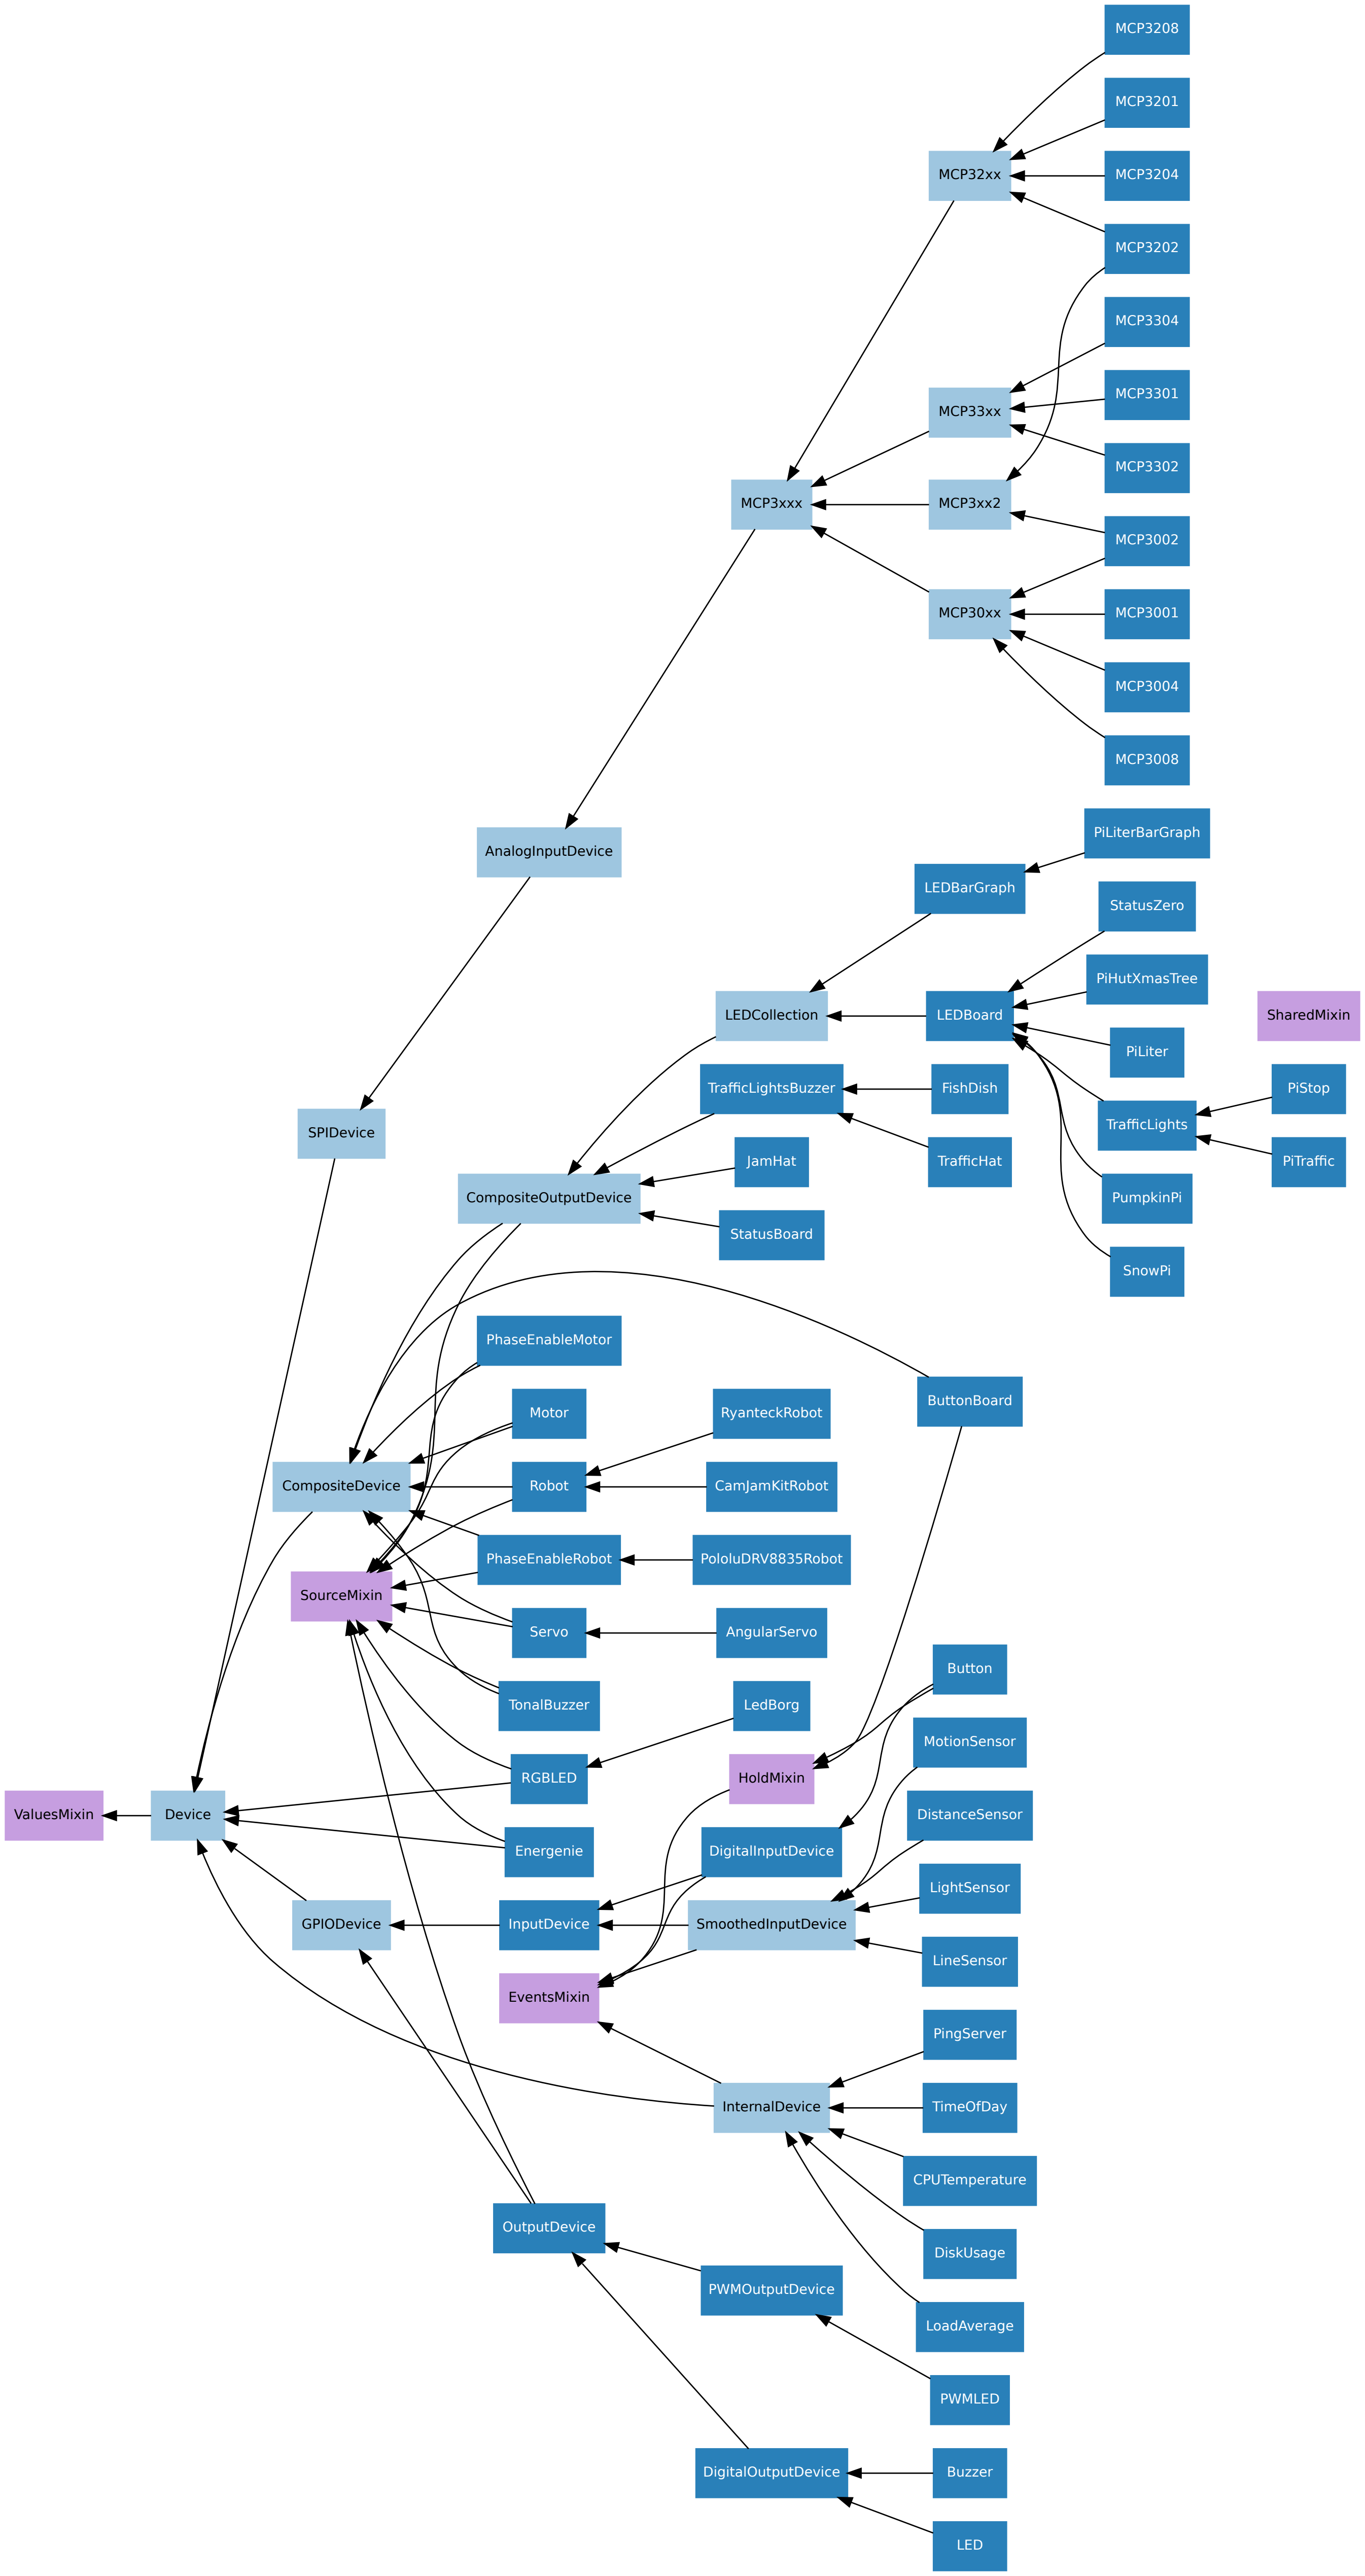 MCP3208
MCP3201
MCP32xx
MCP3204
MCP3202
MCP3304
MCP3301
MCP33xx
MCP3302
MCP3xxx
MCP3xx2
MCP3002
MCP30xx
MCP3001
MCP3004
MCP3008
PiLiterBarGraph
AnalogInputDevice
LEDBarGraph
StatusZero
PiHutXmasTree
LEDCollection
LEDBoard
SharedMixin
PiLiter
TrafficLightsBuzzer
FishDish
PiStop
SPIDevice
TrafficLights
JamHat
TrafficHat
PiTraffic
CompositeOutputDevice
PumpkinPi
StatusBoard
SnowPi
PhaseEnableMotor
ButtonBoard
Motor
RyanteckRobot
CompositeDevice
Robot
CamJamKitRobot
PhaseEnableRobot
PololuDRV8835Robot
SourceMixin
Servo
AngularServo
Button
TonalBuzzer
LedBorg
MotionSensor
RGBLED
HoldMixin
ValuesMixin
Device
DistanceSensor
Energenie
DigitalInputDevice
LightSensor
GPIODevice
InputDevice
SmoothedInputDevice
LineSensor
EventsMixin
PingServer
InternalDevice
TimeOfDay
CPUTemperature
OutputDevice
DiskUsage
PWMOutputDevice
LoadAverage
PWMLED
DigitalOutputDevice
Buzzer
LED